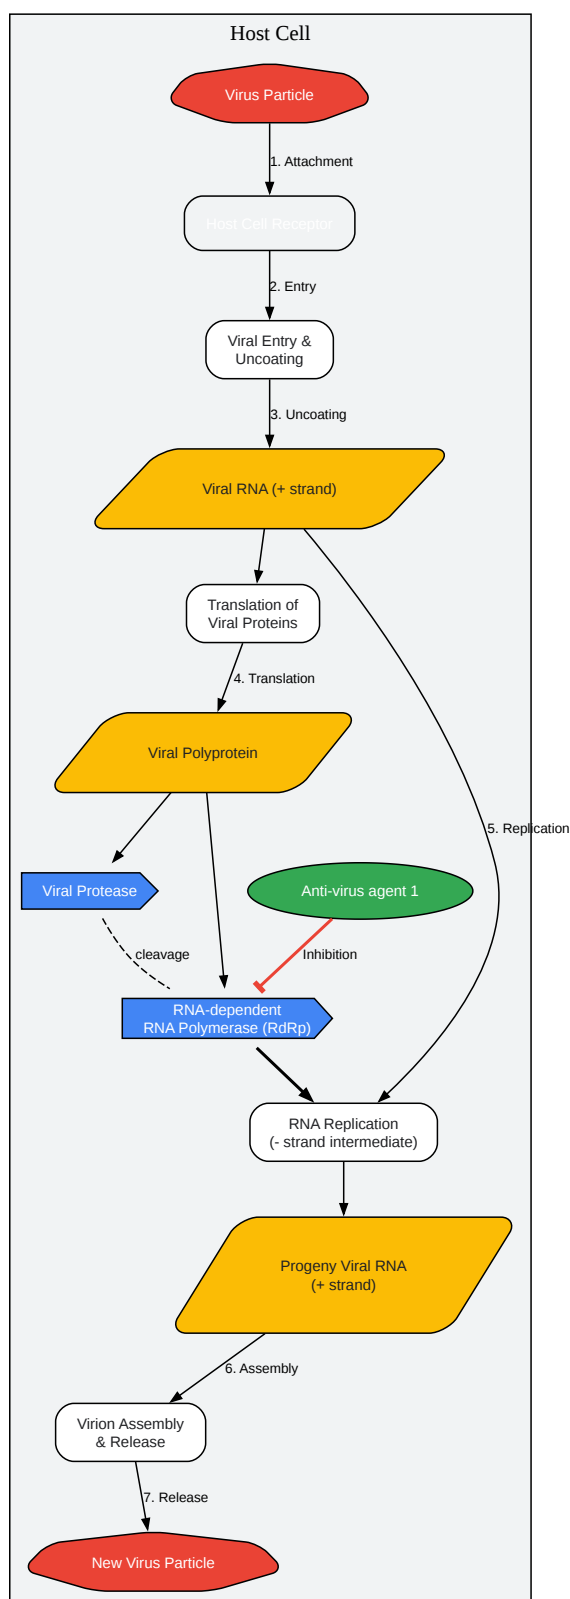 Host Cell
Virus Particle
1. Attachment
Host Cell Receptor
2. Entry
Viral Entry &
Uncoating
3. Uncoating
Viral RNA (+ strand)
Translation of
Viral Proteins
4. Translation
Viral Polyprotein
5. Replication
Viral Protease
Anti-virus agent 1
cleavage
Inhibition
RNA-dependent
RNA Polymerase (RdRp)
RNA Replication
(- strand intermediate)
Progeny Viral RNA
(+ strand)
6. Assembly
Virion Assembly
& Release
7. Release
New Virus Particle